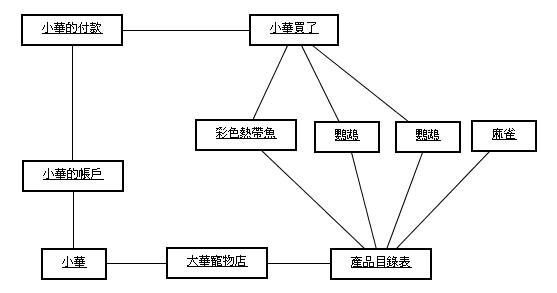 小華的付款
小華買了
彩色熱帶魚
鸚鵡
鸚鵡
麻雀
小華的帳戶
小華
大華寵物店
產品目錄表